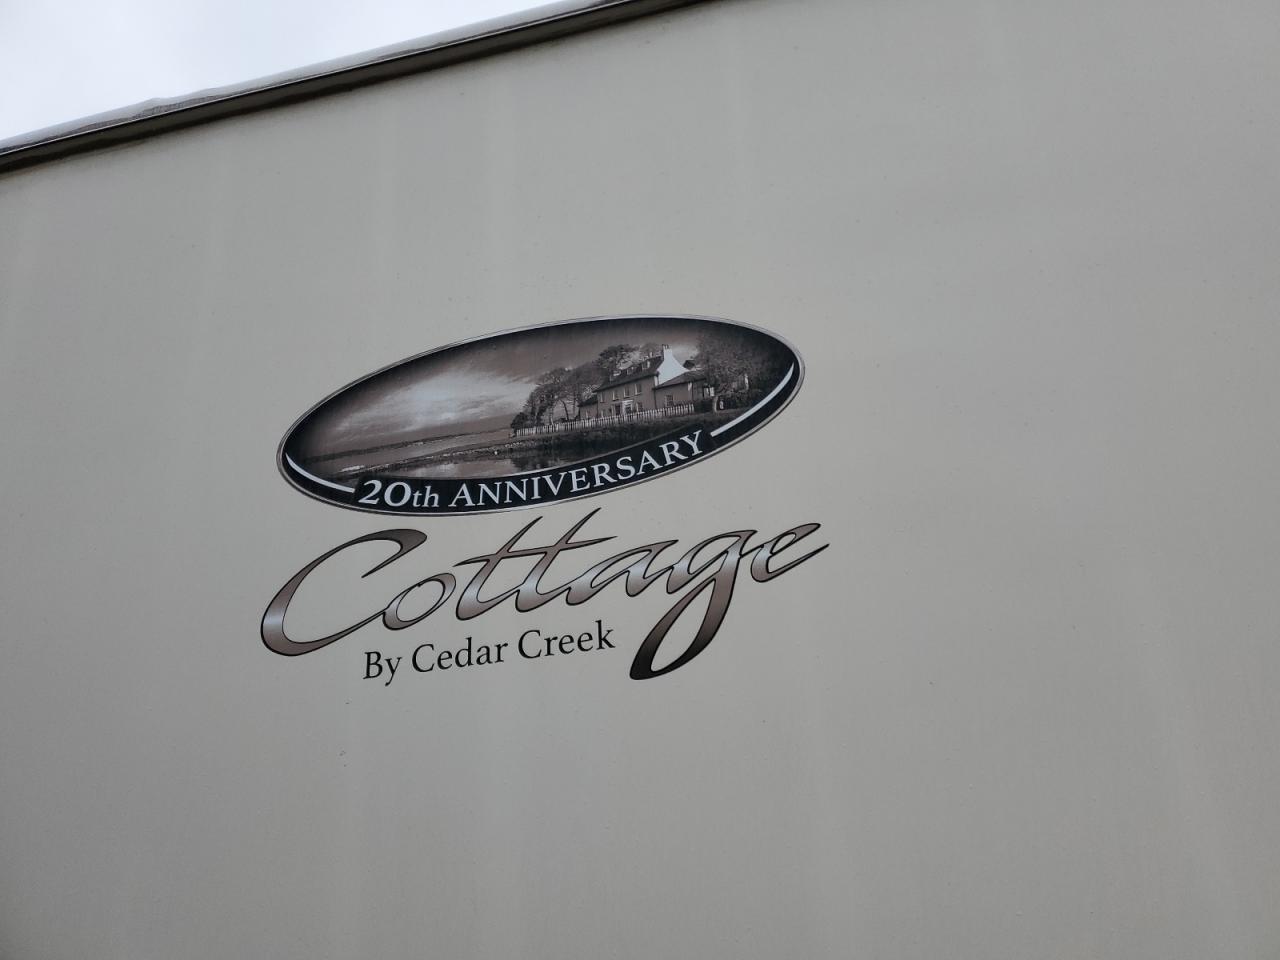 20th ANNIVERSARY
Cottage
By Cedar Creek